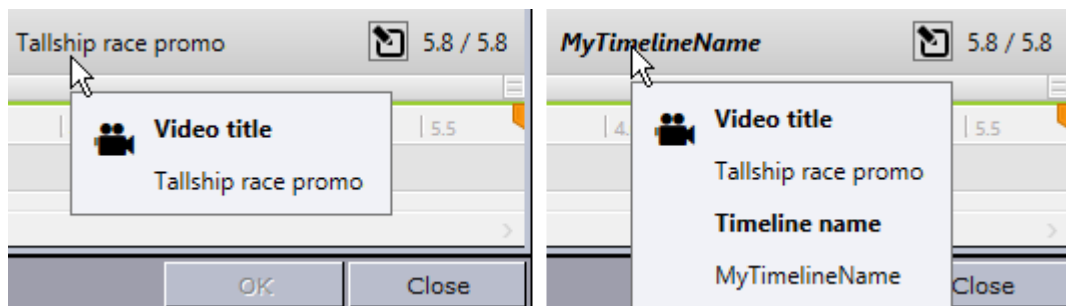 Tallship race promo
5.8 / 5.8
5.5
Video title
Tallship race promo
OK
Close
MyTimelineName
5.8 / 5.8
4.
5.5
Video title
Tallship race promo
Timeline name
MyTimelineName
Close